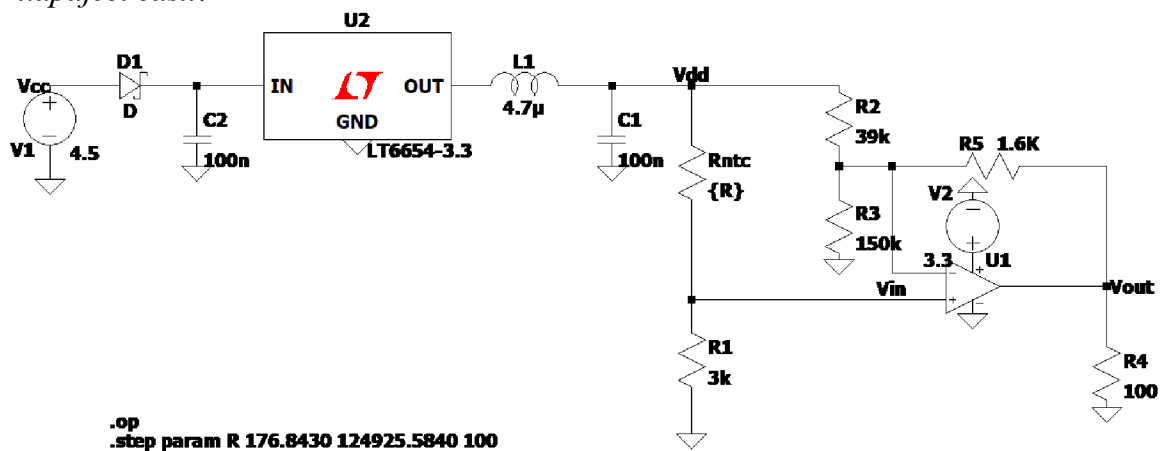 U2
D1
Vcc
IN
OUT
L1
Vdd
D
4.7µ
R2
39k
C2
GND
C1
V1
4.5
100n
LT6654-3.3
100n
Rntc
{R}
R5 1.6K
V2
R3
150k
3.3
U1
Vin
Vout
R1
3k
R4
100
.op
.step param R 176.8430 124925.5840 100